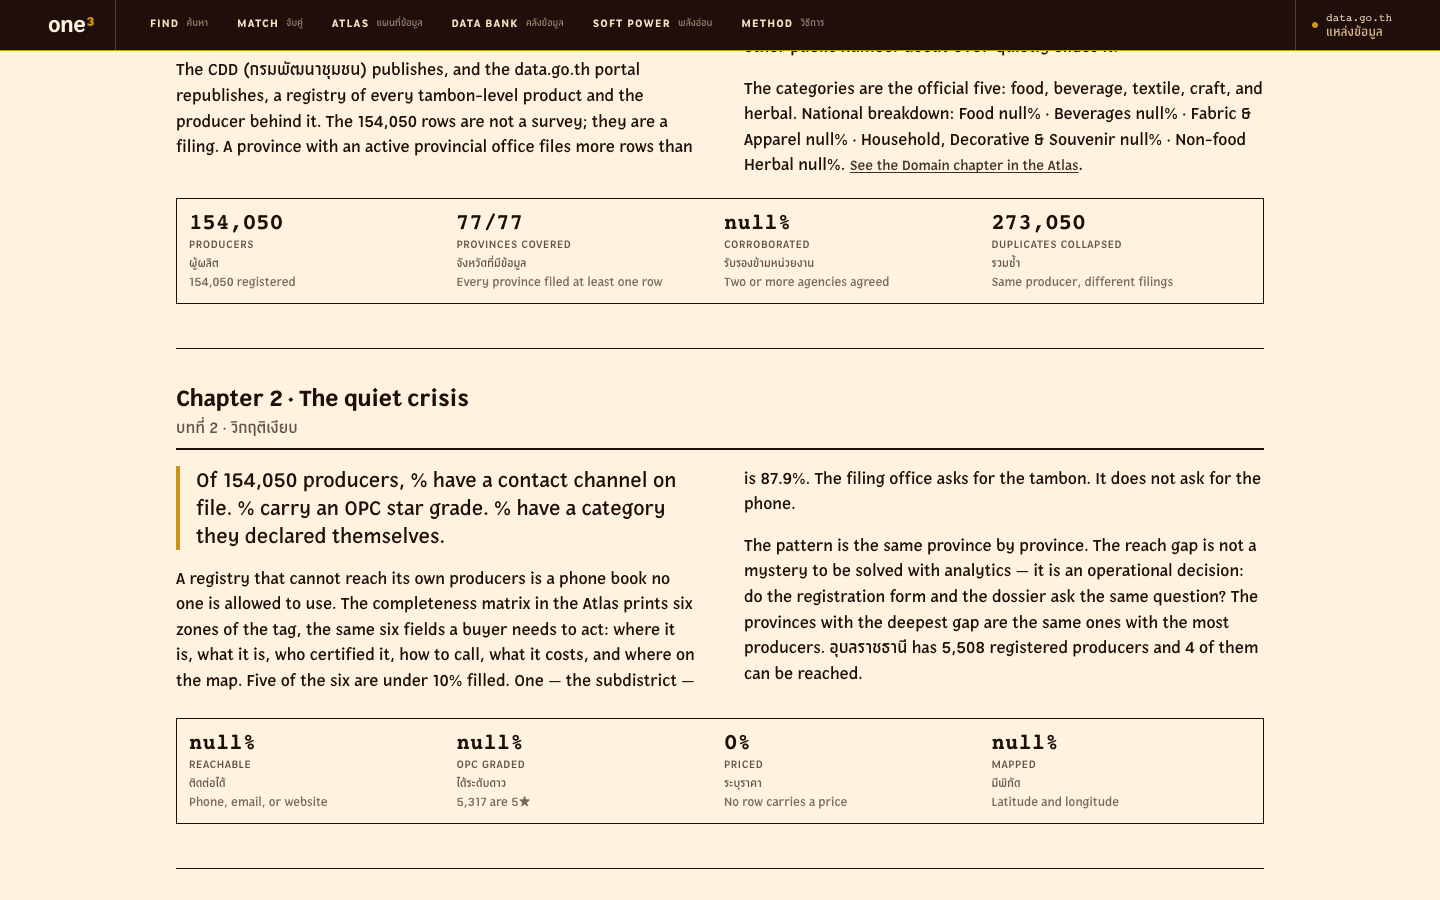 one³
FIND ค้นหา
MATCH จับคู่
ATLAS แผนที่ข้อมูล
DATA BANK คลังข้อมูล
SOFT POWER พลังอ่อน
METHOD วิธีการ
data.go.th
แหล่งข้อมูล
The CDD (กรมพัฒนาชุมชน) publishes, and the data.go.th portal
republishes, a registry of every tambon-level product and the
producer behind it. The 154,050 rows are not a survey; they are a
filing. A province with an active provincial office files more rows than
The categories are the official five: food, beverage, textile, craft, and
herbal. National breakdown: Food null% · Beverages null% · Fabric &
Apparel null% · Household, Decorative & Souvenir null% · Non-food
Herbal null%. See the Domain chapter in the Atlas.
154,050
PRODUCERS
ผู้ผลิต
154,050 registered
77/77
PROVINCES COVERED
จังหวัดที่มีข้อมูล
Every province filed at least one row
null%
CORROBORATED
รับรองข้ามหน่วยงาน
Two or more agencies agreed
273,050
DUPLICATES COLLAPSED
รวมซ้ำ
Same producer, different filings
Chapter 2 · The quiet crisis
บทที่ 2 · วิกฤติเงียบ
Of 154,050 producers, % have a contact channel on
file. % carry an OPC star grade. % have a category
they declared themselves.
A registry that cannot reach its own producers is a phone book no
one is allowed to use. The completeness matrix in the Atlas prints six
zones of the tag, the same six fields a buyer needs to act: where it
is, what it is, who certified it, how to call, what it costs, and where on
the map. Five of the six are under 10% filled. One — the subdistrict —
is 87.9%. The filing office asks for the tambon. It does not ask for the
phone.
The pattern is the same province by province. The reach gap is not a
mystery to be solved with analytics — it is an operational decision:
do the registration form and the dossier ask the same question? The
provinces with the deepest gap are the same ones with the most
producers. อุบลราชธานี has 5,508 registered producers and 4 of them
can be reached.
null%
REACHABLE
ติดต่อได้
Phone, email, or website
null%
OPC GRADED
ได้ระดับดาว
5,317 are 5★
0%
PRICED
ระบุราคา
No row carries a price
null%
MAPPED
มีพิกัด
Latitude and longitude